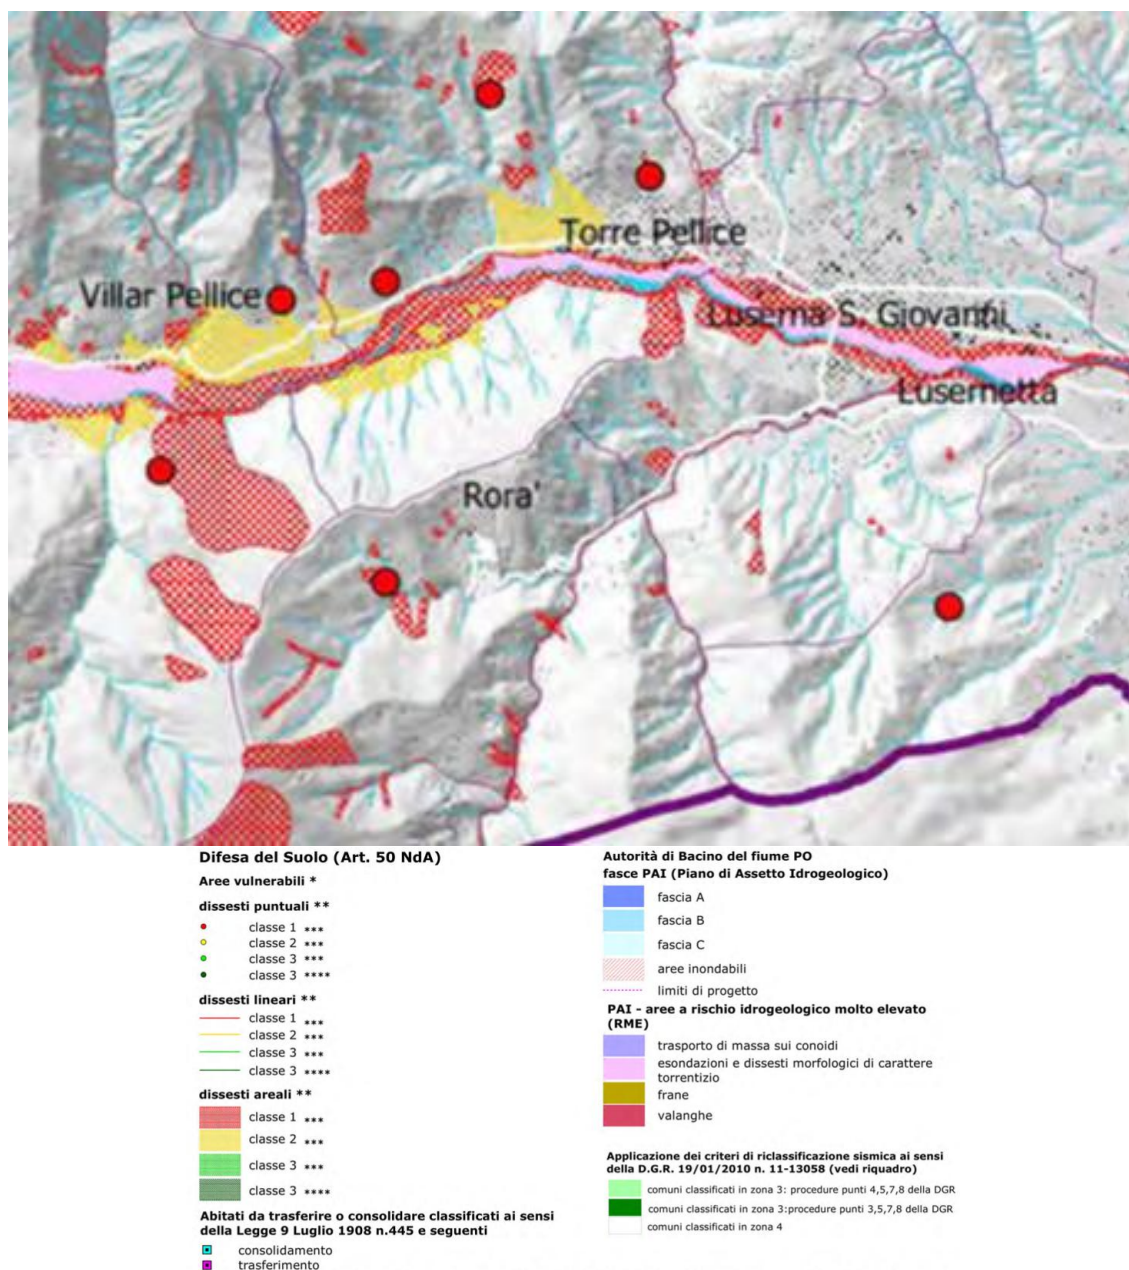 Torre Pellice
Villar Pellice
Luserna S. Giovanni
Lusernetta
Rora'
Difesa del Suolo (Art. 50 NdA)
Aree vulnerabili *
dissesti puntuali **
classe 1 ***
classe 2 ***
classe 3 ***
classe 3 ****
dissesti lineari **
classe 1 ***
classe 2 ***
classe 3 ***
classe 3 ****
dissesti areali **
classe 1 ***
classe 2 ***
classe 3 ***
classe 3 ****
Abitati da trasferire o consolidare classificati ai sensi
della Legge 9 Luglio 1908 n.445 e seguenti
consolidamento
trasferimento
Autorità di Bacino del fiume PO
fasce PAI (Piano di Assetto Idrogeologico)
fascia A
fascia B
fascia C
aree inondabili
limiti di progetto
PAI - aree a rischio idrogeologico molto elevato
(RME)
trasporto di massa sui conoidi
esondazioni e dissesti morfologici di carattere
torrentizio
frane
valanghe
Applicazione dei criteri di riclassificazione sismica ai sensi
della D.G.R. 19/01/2010 n. 11-13058 (vedi riquadro)
comuni classificati in zona 3: procedure punti 4,5,7,8 della DGR
comuni classificati in zona 3:procedure punti 3,5,7,8 della DGR
comuni classificati in zona 4